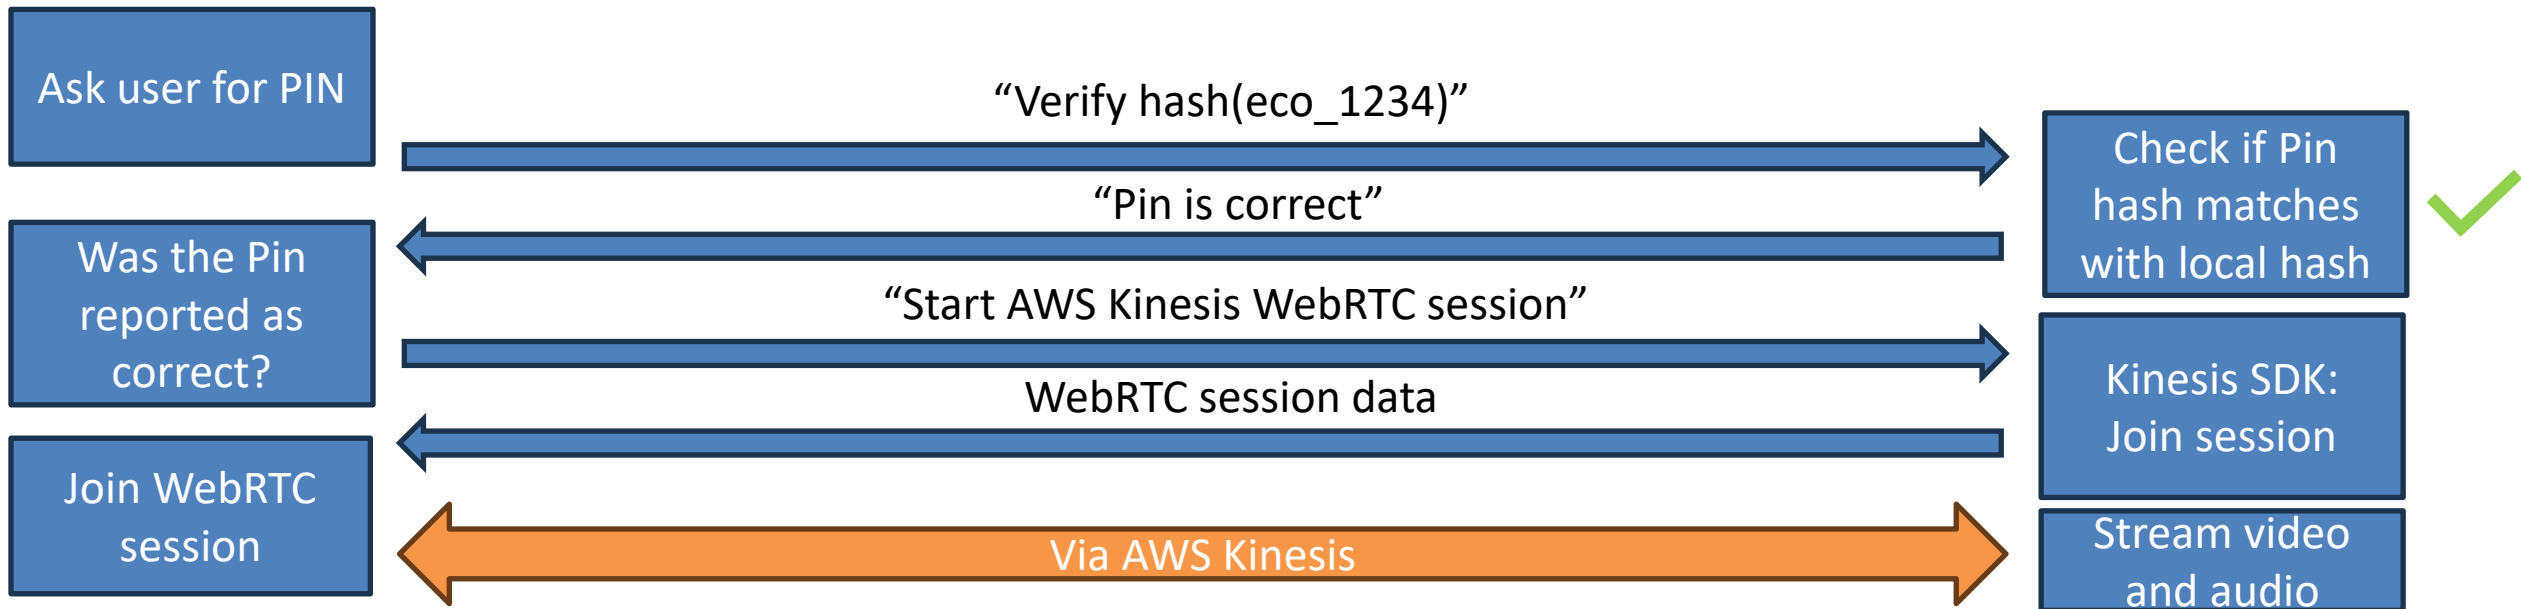 Ask user for PIN
“Verify hash(eco_1234)”
Check if Pin
hash matches
with local hash
“Pin is correct”
Was the Pin
reported as
correct?
“Start AWS Kinesis WebRTC session”
Kinesis SDK:
Join session
WebRTC session data
Join WebRTC
session
Via AWS Kinesis
Stream video
and audio